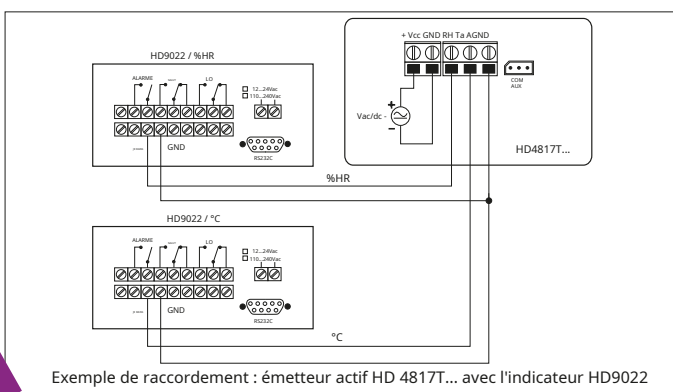 + Vcc GND RH Ta AGND
HD9022 / %HR
ALARME
LO
12...24Vac
110...240Vac
COM
AUX
Vac/dc -
+
−
GND
RS232C
HD4817T...
%HR
HD9022 / °C
ALARME
LO
12...24Vac
110...240Vac
GND
RS232C
°C
Exemple de raccordement : émetteur actif HD 4817T... avec l'indicateur HD9022